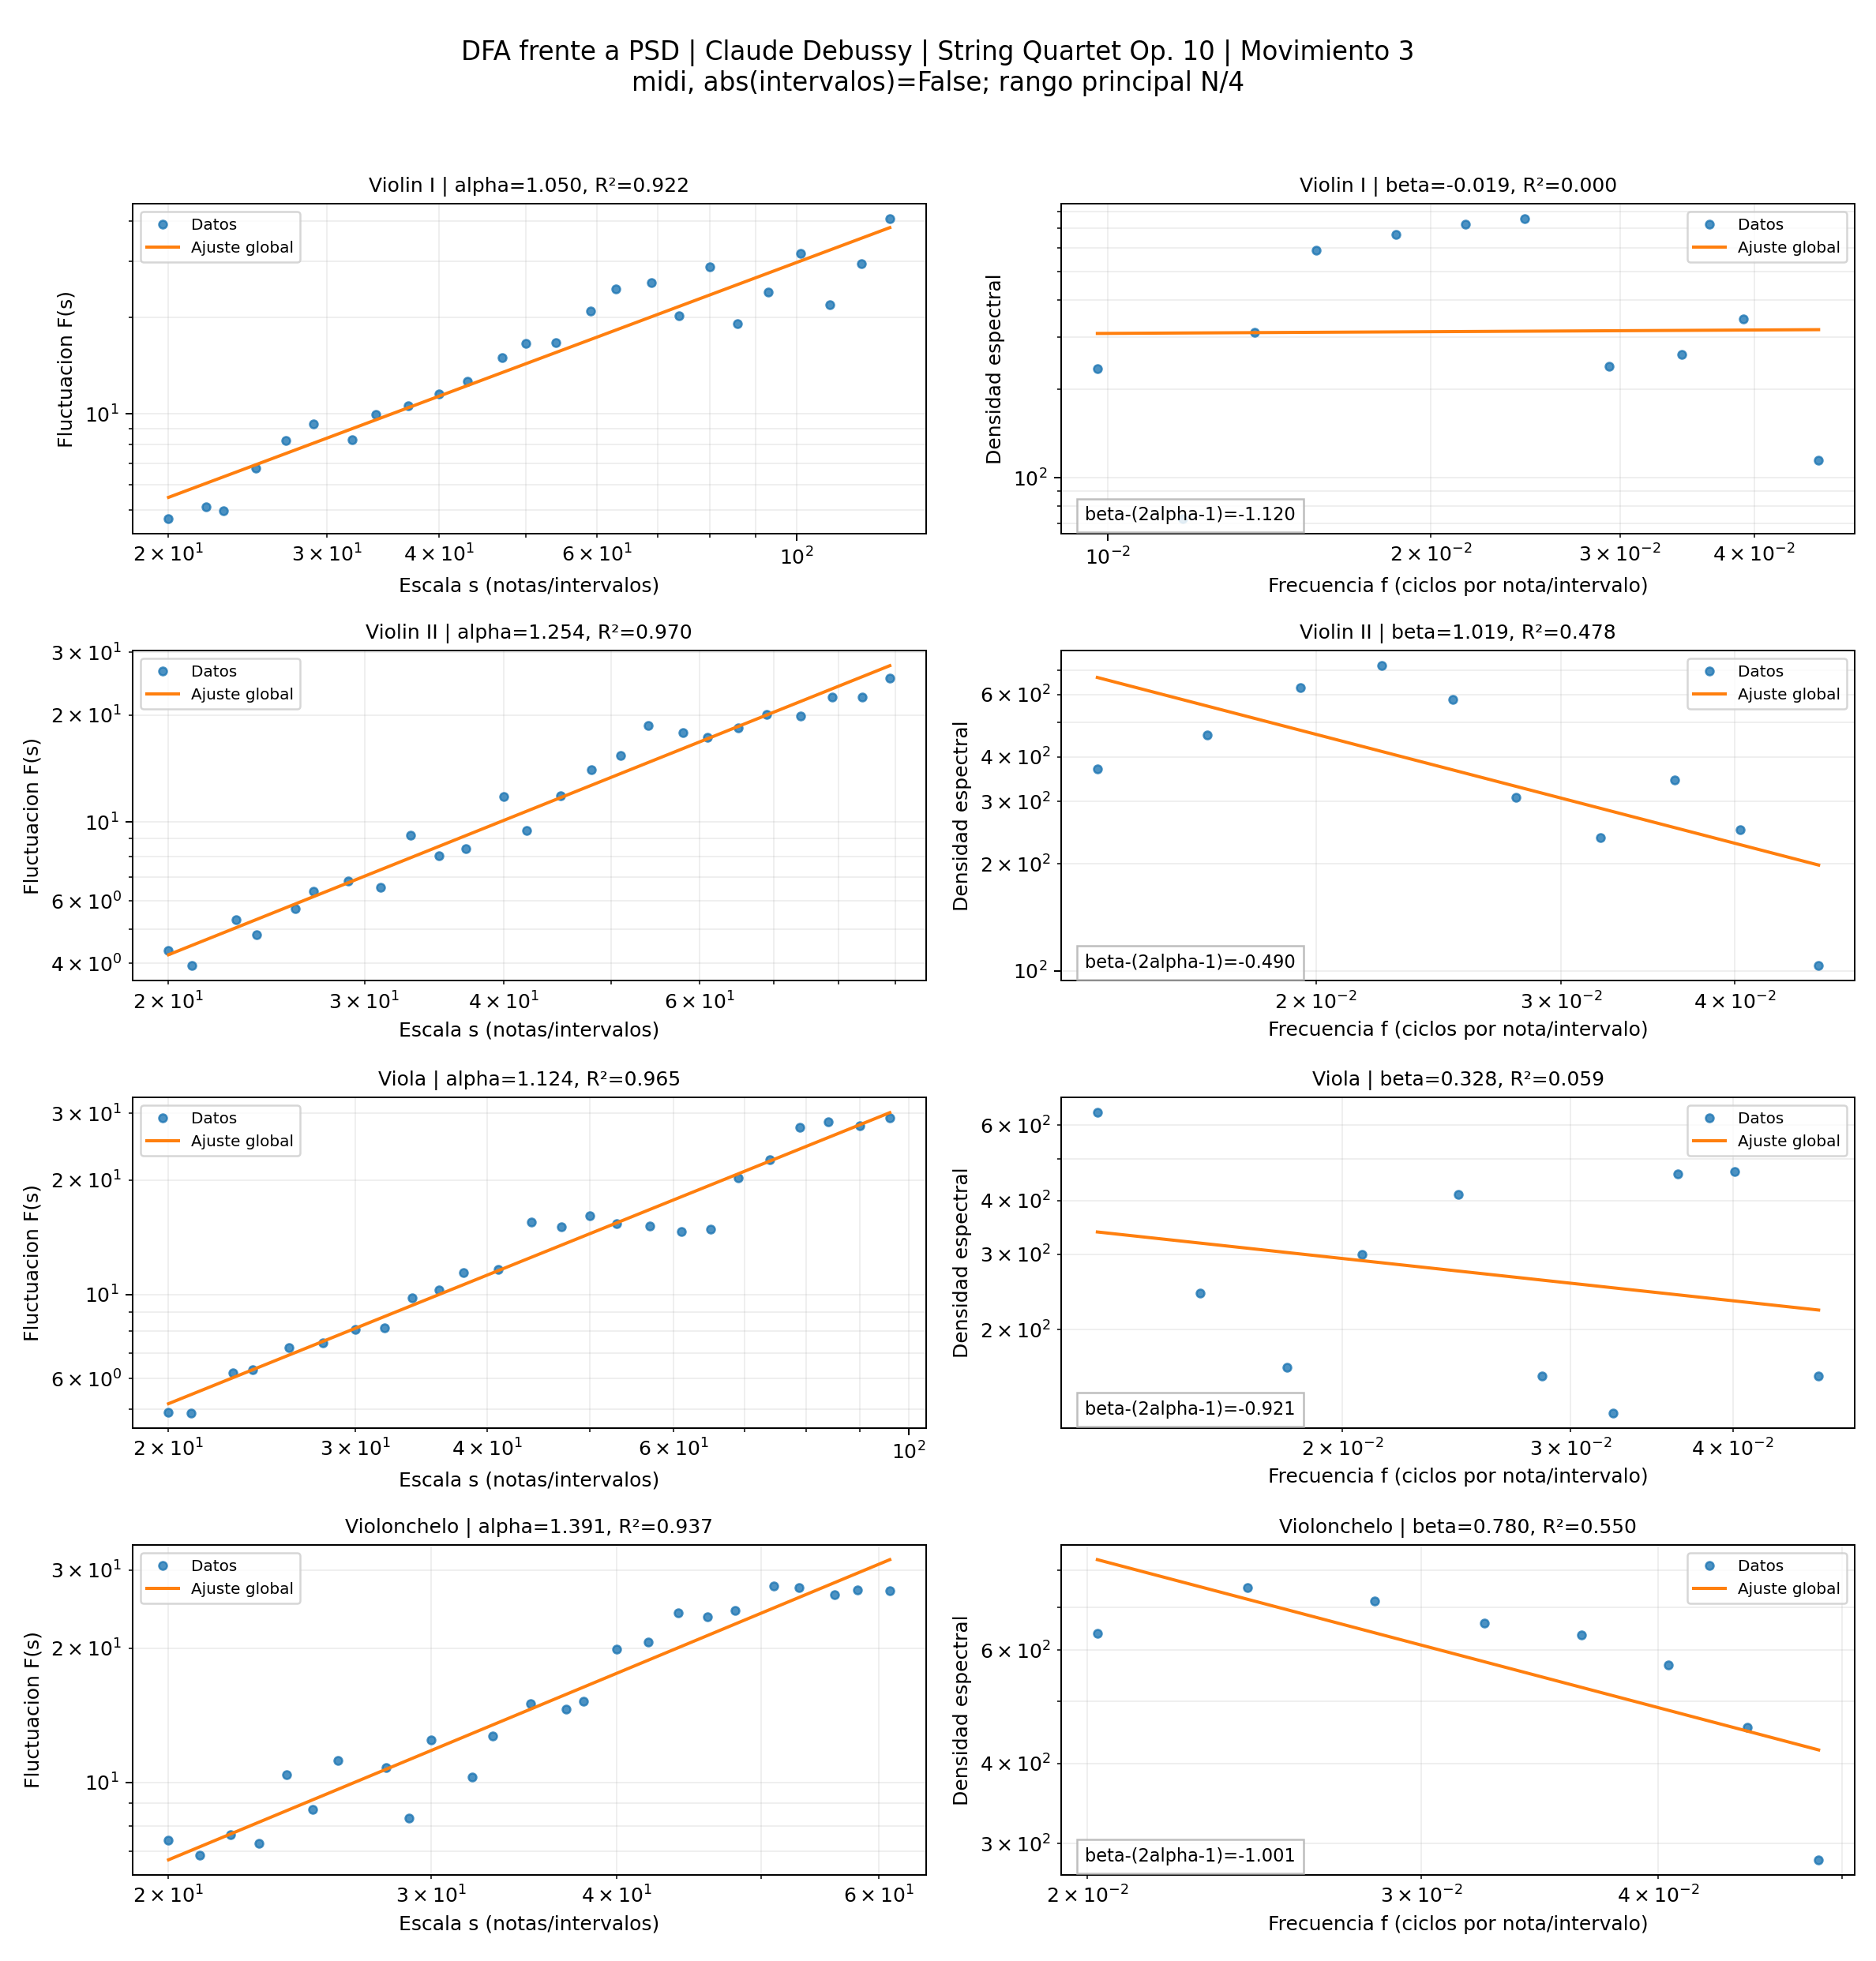 DFA frente a PSD | Claude Debussy | String Quartet Op. 10 | Movimiento 3
midi, abs(intervalos)=False; rango principal N/4
Violin I | alpha=1.050, R²=0.922
Datos
Ajuste global
Fluctuacion F(s)
10¹
2 × 10¹
3 × 10¹
4 × 10¹
6 × 10¹
10²
Escala s (notas/intervalos)
Violin I | beta=-0.019, R²=0.000
Datos
Ajuste global
Densidad espectral
10²
beta-(2alpha-1)=-1.120
10⁻²
2 × 10⁻²
3 × 10⁻²
4 × 10⁻²
Frecuencia f (ciclos por nota/intervalo)
Violin II | alpha=1.254, R²=0.970
Datos
Ajuste global
Fluctuacion F(s)
3 × 10¹
2 × 10¹
10¹
6 × 10⁰
4 × 10⁰
2 × 10¹
3 × 10¹
4 × 10¹
6 × 10¹
Escala s (notas/intervalos)
Violin II | beta=1.019, R²=0.478
Datos
Ajuste global
Densidad espectral
6 × 10²
4 × 10²
3 × 10²
2 × 10²
10²
beta-(2alpha-1)=-0.490
2 × 10⁻²
3 × 10⁻²
4 × 10⁻²
Frecuencia f (ciclos por nota/intervalo)
Viola | alpha=1.124, R²=0.965
Datos
Ajuste global
Fluctuacion F(s)
3 × 10¹
2 × 10¹
10¹
6 × 10⁰
2 × 10¹
3 × 10¹
4 × 10¹
6 × 10¹
10²
Escala s (notas/intervalos)
Viola | beta=0.328, R²=0.059
Datos
Ajuste global
Densidad espectral
6 × 10²
4 × 10²
3 × 10²
2 × 10²
beta-(2alpha-1)=-0.921
2 × 10⁻²
3 × 10⁻²
4 × 10⁻²
Frecuencia f (ciclos por nota/intervalo)
Violonchelo | alpha=1.391, R²=0.937
Datos
Ajuste global
Fluctuacion F(s)
3 × 10¹
2 × 10¹
10¹
2 × 10¹
3 × 10¹
4 × 10¹
6 × 10¹
Escala s (notas/intervalos)
Violonchelo | beta=0.780, R²=0.550
Datos
Ajuste global
Densidad espectral
6 × 10²
4 × 10²
3 × 10²
beta-(2alpha-1)=-1.001
2 × 10⁻²
3 × 10⁻²
4 × 10⁻²
Frecuencia f (ciclos por nota/intervalo)